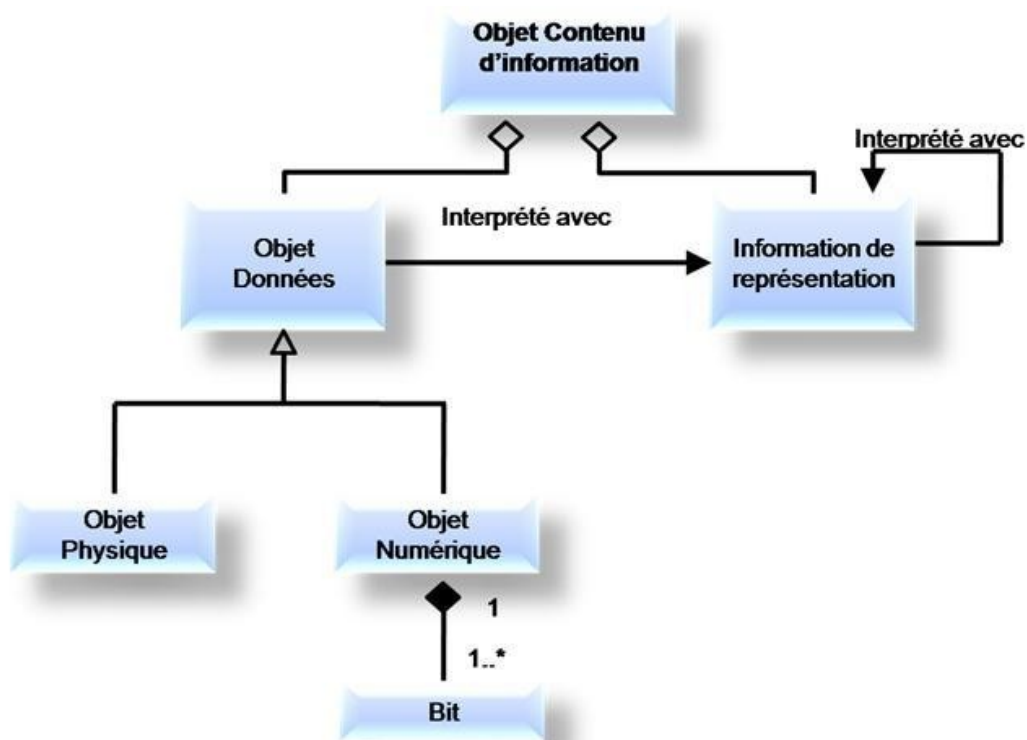 Objet Contenu
d'information
Interprété avec
Interprété avec
Objet
Données
Information de
représentation
Objet
Physique
Objet
Numérique
1
1..*
Bit